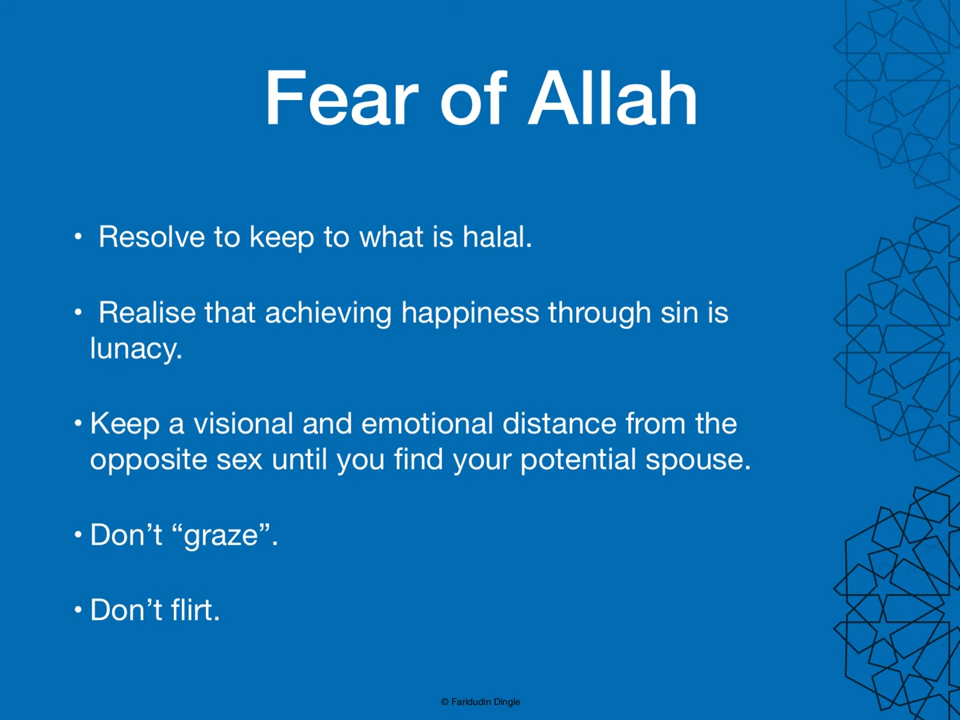 Fear of Allah
• Resolve to keep to what is halal.
• Realise that achieving happiness through sin is
lunacy.
• Keep a visional and emotional distance from the
opposite sex until you find your potential spouse.
• Don’t “graze”.
• Don’t flirt.
© Faridudin Dingle